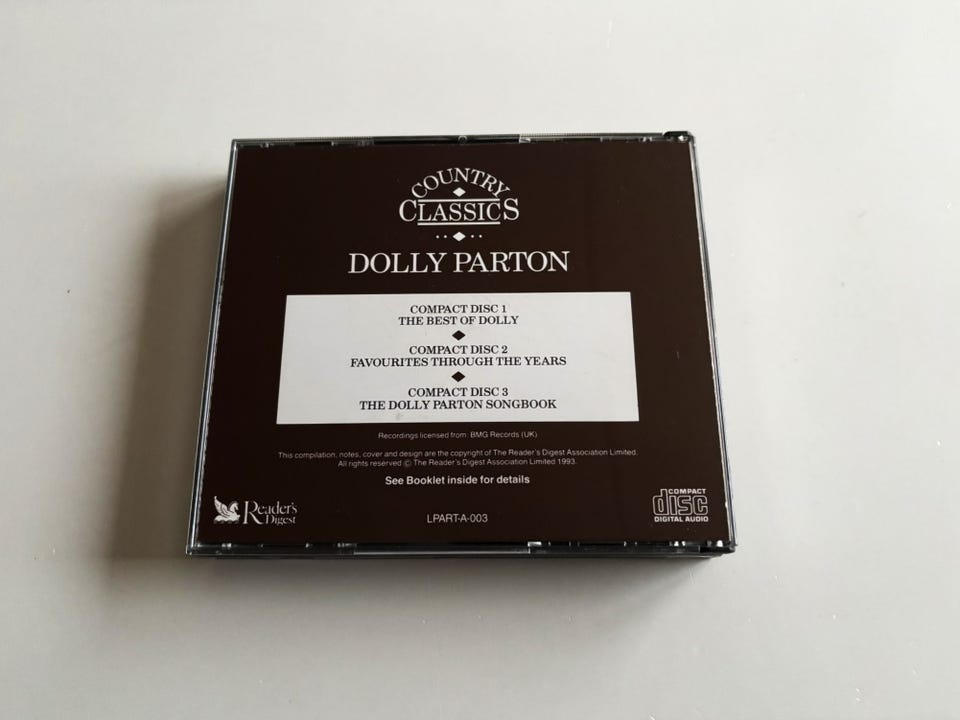 COUNTRY
CLASSICS
DOLLY PARTON
COMPACT DISC 1
THE BEST OF DOLLY
COMPACT DISC 2
FAVOURITES THROUGH THE YEARS
COMPACT DISC 3
THE DOLLY PARTON SONGBOOK
Recordings licensed from: BMG Records (UK)
This compilation, notes, cover and design are the copyright of The Reader's Digest Association Limited.
All rights reserved © The Reader's Digest Association Limited 1993.
See Booklet inside for details
Reader's
Digest
LPART-A-003
COMPACT
disc
DIGITAL AUDIO